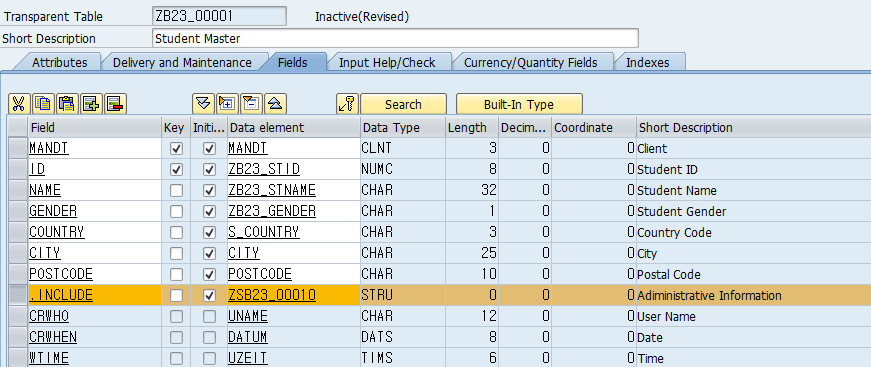 Transparent Table ZB23_00001 Inactive(Revised)
Short Description Student Master
Attributes Delivery and Maintenance Fields Input Help/Check Currency/Quantity Fields Indexes
Search Built-In Type
Field Key Initi... Data element Data Type Length Decim... Coordinate Short Description
MANDT MANDT CLNT 3 0 0 Client
ID ZB23_STID NUMC 8 0 0 Student ID
NAME ZB23_STNAME CHAR 32 0 0 Student Name
GENDER ZB23_GENDER CHAR 1 0 0 Student Gender
COUNTRY S_COUNTRY CHAR 3 0 0 Country Code
CITY CITY CHAR 25 0 0 City
POSTCODE POSTCODE CHAR 10 0 0 Postal Code
.INCLUDE ZSB23_00010 STRU 0 0 0 Adiministrative Information
CRWHO UNAME CHAR 12 0 0 User Name
CRWHEN DATUM DATS 8 0 0 Date
WTIME UZEIT TIMS 6 0 0 Time